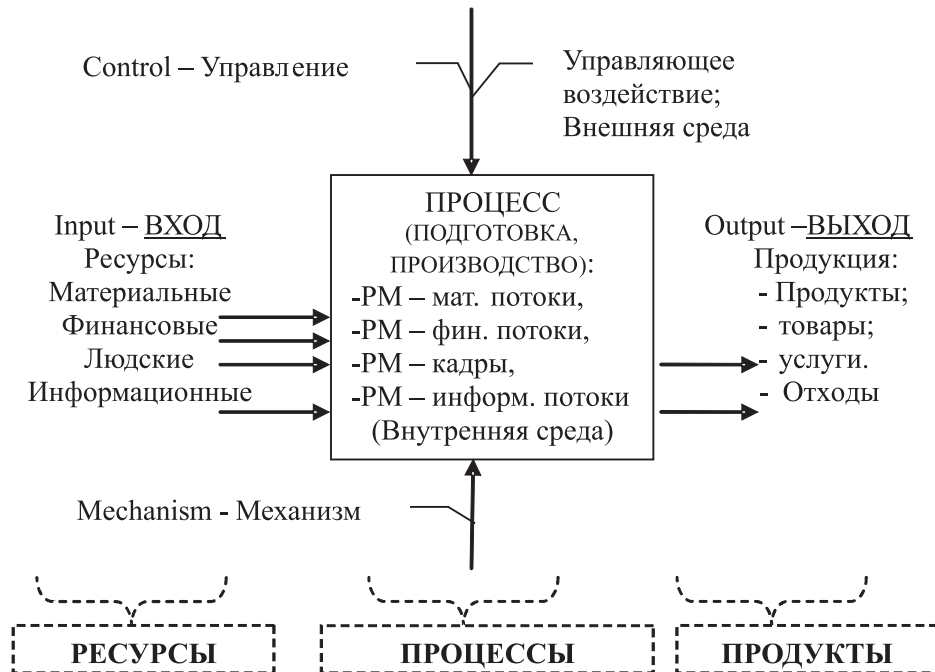 Control – Управление
Управляющее
воздействие;
Внешняя среда
Input – ВХОД
Ресурсы:
Материальные
Финансовые
Людские
Информационные
ПРОЦЕСС
(ПОДГОТОВКА,
ПРОИЗВОДСТВО):
-РМ – мат. потоки,
-РМ – фин. потоки,
-РМ – кадры,
-РМ – информ. потоки
(Внутренняя среда)
Output –ВЫХОД
Продукция:
- Продукты;
- товары;
- услуги.
- Отходы
Mechanism - Механизм
РЕСУРСЫ
ПРОЦЕССЫ
ПРОДУКТЫ